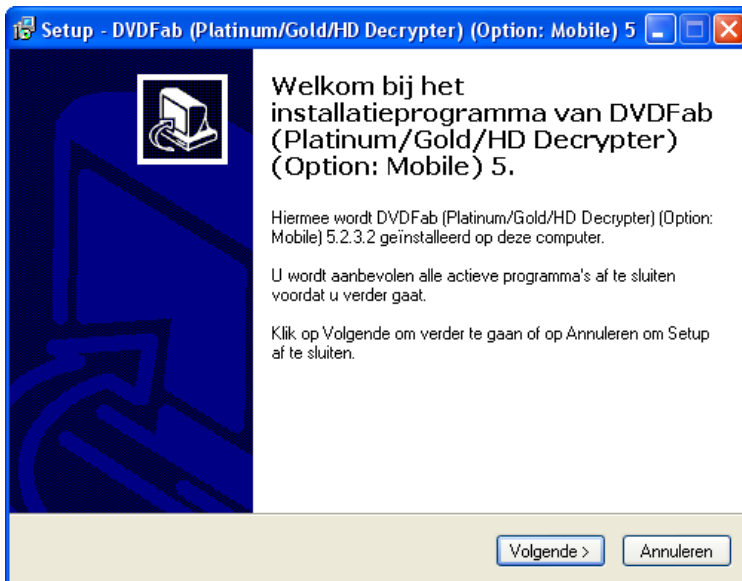 Setup - DVDFab (Platinum/Gold/HD Decrypter) (Option: Mobile) 5
Welkom bij het
installatieprogramma van DVDFab
(Platinum/Gold/HD Decrypter)
(Option: Mobile) 5.
Hiermee wordt DVDFab (Platinum/Gold/HD Decrypter) (Option:
Mobile) 5.2.3.2 geïnstalleerd op deze computer.
U wordt aanbevolen alle actieve programma's af te sluiten
voordat u verder gaat.
Klik op Volgende om verder te gaan of op Annuleren om Setup
af te sluiten.
Volgende >
Annuleren